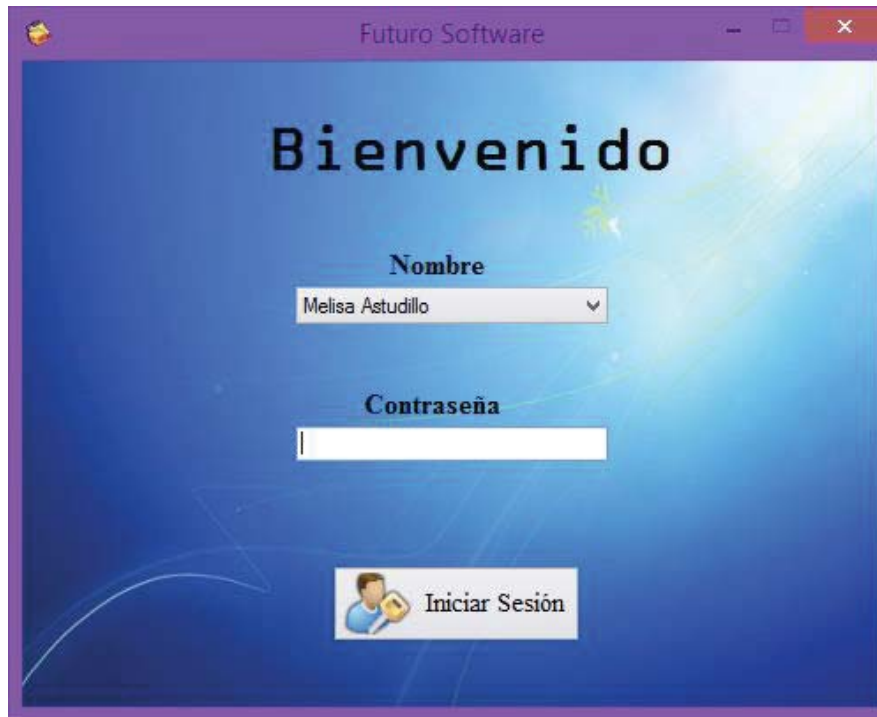 Futuro Software
Bienvenido
Nombre
Melisa Astudillo
Contraseña
Iniciar Sesión